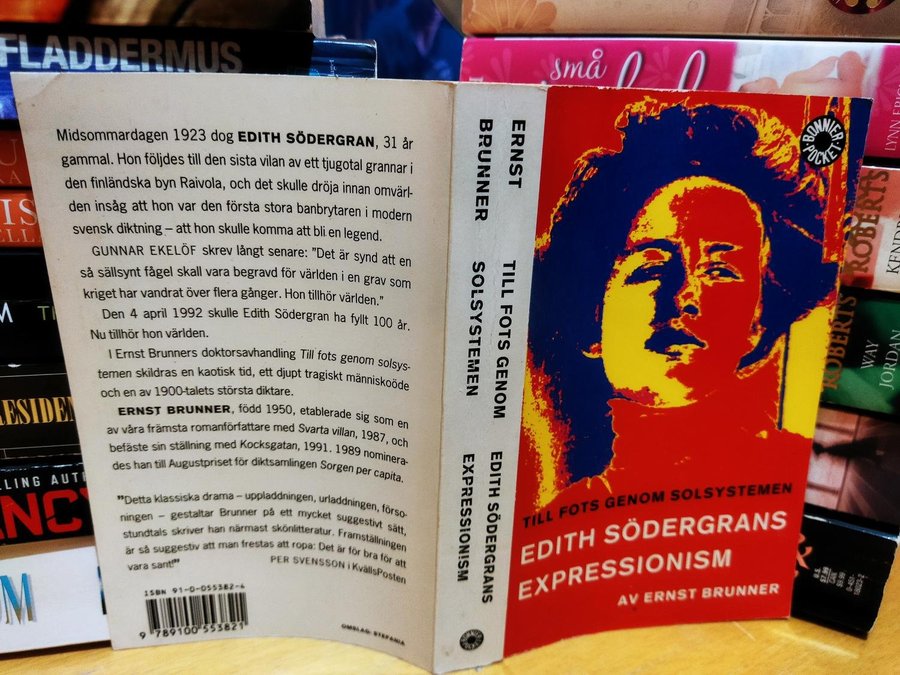 FLADDERMUS
små
LYNN ERIC
ROBERTS
KENDR
ROBERTS
WAY
JORDAN
Midsommardagen 1923 dog EDITH SÖDERGRAN, 31 år
gammal. Hon följdes till den sista vilan av ett tjugotal grannar i
den finländska byn Raivola, och det skulle dröja innan omvärl-
den insåg att hon var den första stora banbrytaren i modern
svensk diktning – att hon skulle komma att bli en legend.
GUNNAR EKELÖF skrev långt senare: "Det är synd att en
så sällsynt fågel skall vara begravd för världen i en grav som
kriget har vandrat över flera gånger. Hon tillhör världen."
Den 4 april 1992 skulle Edith Södergran ha fyllt 100 år.
Nu tillhör hon världen.
I Ernst Brunners doktorsavhandling Till fots genom solsys-
temen skildras en kaotisk tid, ett djupt tragiskt människoöde
och en av 1900-talets största diktare.
ERNST BRUNNER, född 1950, etablerade sig som en
av våra främsta romanförfattare med Svarta villan, 1987, och
befäste sin ställning med Kocksgatan, 1991. 1989 nominera-
des han till Augustpriset för diktsamlingen Sorgen per capita.
"Detta klassiska drama – uppladdningen, urladdningen, förso-
ningen – gestaltar Brunner på ett mycket suggestivt sätt,
stundtals skriver han närmast skönlitteratur. Framställningen
är så suggestiv att man frestas att ropa: Det är för bra för att
vara sant!"
PER SVENSSON i KvällsPosten
ISBN 91-0-055382-4
9 789100 553821
OMSLAG: STEFANIA
ERNST
BRUNNER
TILL FOTS GENOM
SOLSYSTEMEN
EDITH SÖDERGRANS
EXPRESSIONISM
BONNIER
POCKET
BONNIER
POCKET
TILL FOTS GENOM SOLSYSTEMEN
EDITH SÖDERGRANS
EXPRESSIONISM
AV ERNST BRUNNER